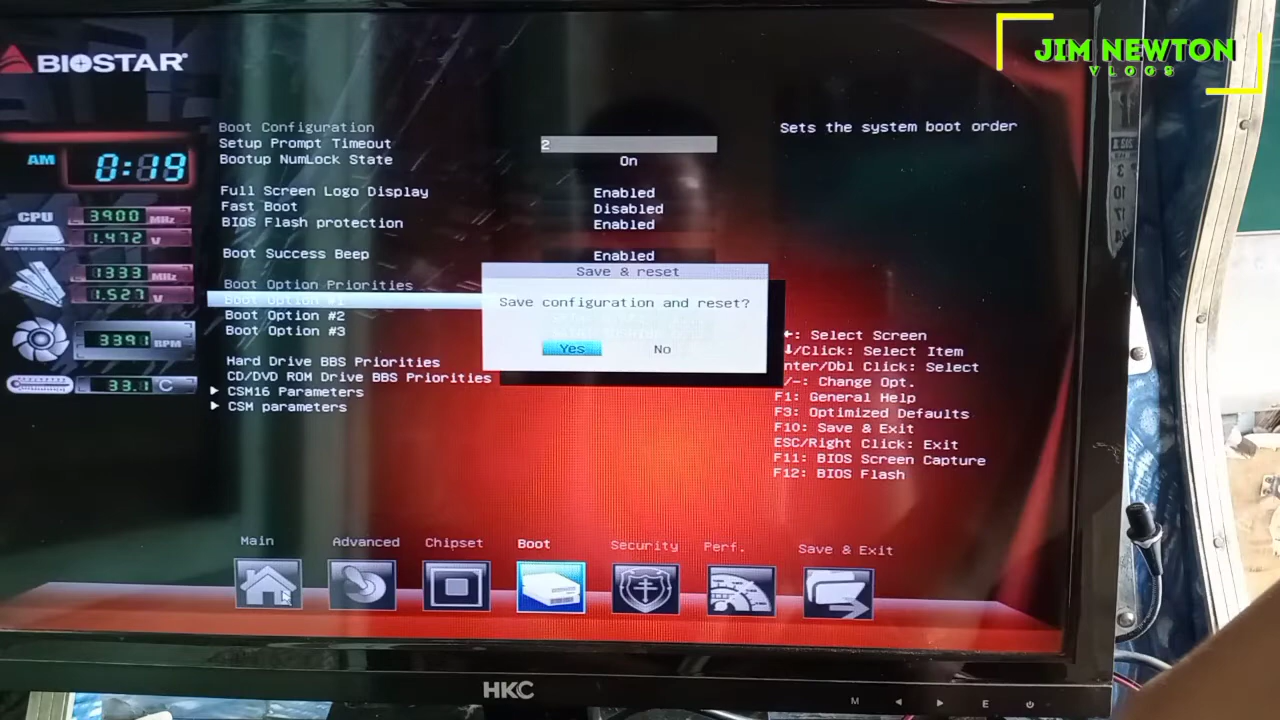 JIM NEWTON
VLOGS
BIOSTAR
AM 0:19
CPU 3900 MHz
1.472 V
1333 MHz
1.527 V
3391 RPM
33.1 C
Boot Configuration
Setup Prompt Timeout 2
Bootup NumLock State On
Full Screen Logo Display Enabled
Fast Boot Disabled
BIOS Flash protection Enabled
Boot Success Beep Enabled
Boot Option Priorities
Boot Option #1
Boot Option #2
Boot Option #3
Hard Drive BBS Priorities
CD/DVD ROM Drive BBS Priorities
CSM16 Parameters
CSM parameters
Save & reset
Save configuration and reset?
Yes No
Sets the system boot order
: Select Screen
/Click: Select Item
nter/Dbl Click: Select
/-: Change Opt.
F1: General Help
F3: Optimized Defaults
F10: Save & Exit
ESC/Right Click: Exit
F11: BIOS Screen Capture
F12: BIOS Flash
Main Advanced Chipset Boot Security Perf. Save & Exit
HKC
M E